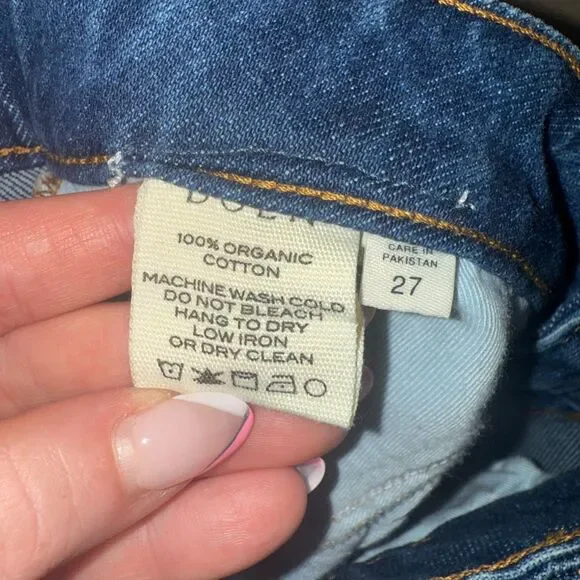 DOEN
100% ORGANIC
COTTON
MACHINE WASH COLD
DO NOT BLEACH
HANG TO DRY
LOW IRON
OR DRY CLEAN
CARE IN
PAKISTAN
27